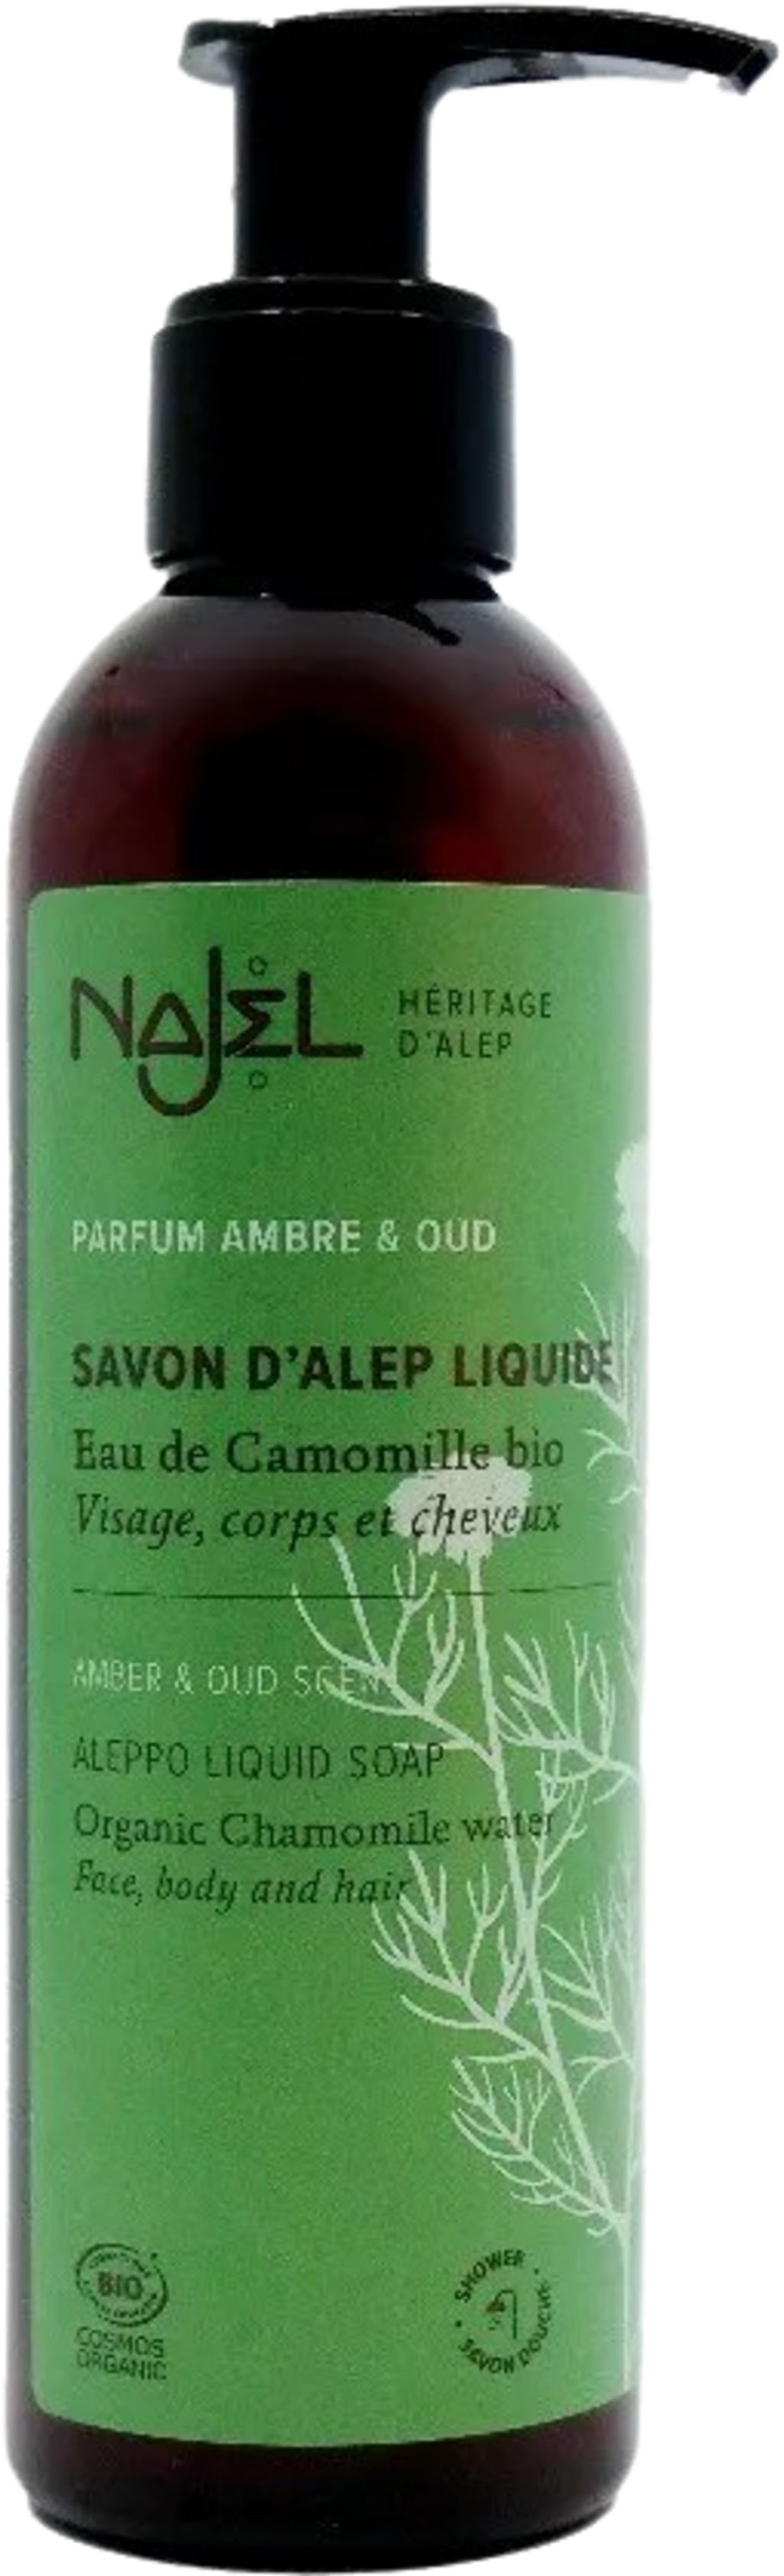 NAJEL
HÉRITAGE
D'ALEP
PARFUM AMBRE & OUD
SAVON D'ALEP LIQUIDE
Eau de Camomille bio
Visage, corps et cheveux
AMBER & OUD SCENT
ALEPPO LIQUID SOAP
Organic Chamomile water
Face, body and hair
BIO
COSMOS
ORGANIC
SHOWER
SAVON DOUCHE